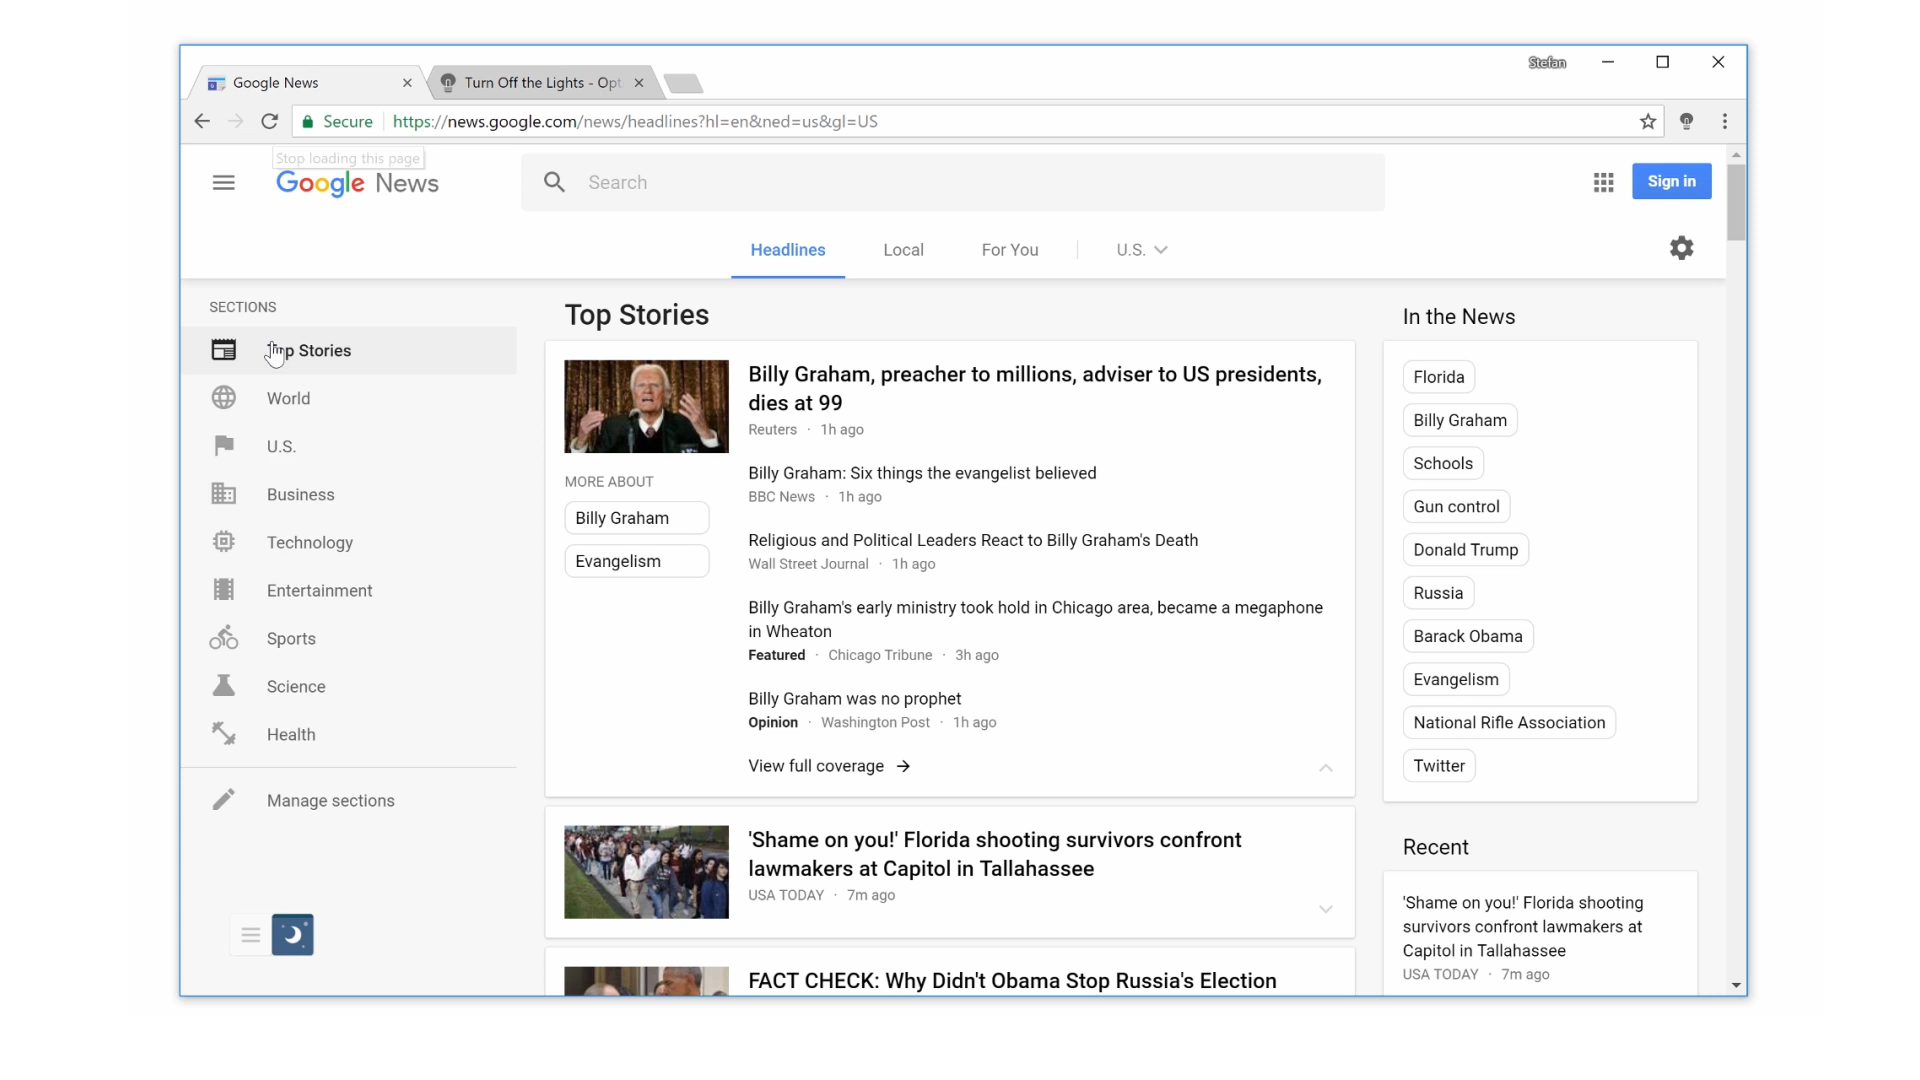 Stefan
Google News
Turn Off the Lights - Opt
Secure
https://news.google.com/news/headlines?hl=en&ned=us&gl=US
Stop loading this page
Google News
Search
Sign in
Headlines
Local
For You
U.S.
SECTIONS
Top Stories
World
U.S.
Business
Technology
Entertainment
Sports
Science
Health
Manage sections
Top Stories
Billy Graham, preacher to millions, adviser to US presidents,
dies at 99
Reuters · 1h ago
MORE ABOUT
Billy Graham
Evangelism
Billy Graham: Six things the evangelist believed
BBC News · 1h ago
Religious and Political Leaders React to Billy Graham's Death
Wall Street Journal · 1h ago
Billy Graham's early ministry took hold in Chicago area, became a megaphone
in Wheaton
Featured · Chicago Tribune · 3h ago
Billy Graham was no prophet
Opinion · Washington Post · 1h ago
View full coverage
'Shame on you!' Florida shooting survivors confront
lawmakers at Capitol in Tallahassee
USA TODAY · 7m ago
FACT CHECK: Why Didn't Obama Stop Russia's Election
In the News
Florida
Billy Graham
Schools
Gun control
Donald Trump
Russia
Barack Obama
Evangelism
National Rifle Association
Twitter
Recent
'Shame on you!' Florida shooting
survivors confront lawmakers at
Capitol in Tallahassee
USA TODAY · 7m ago